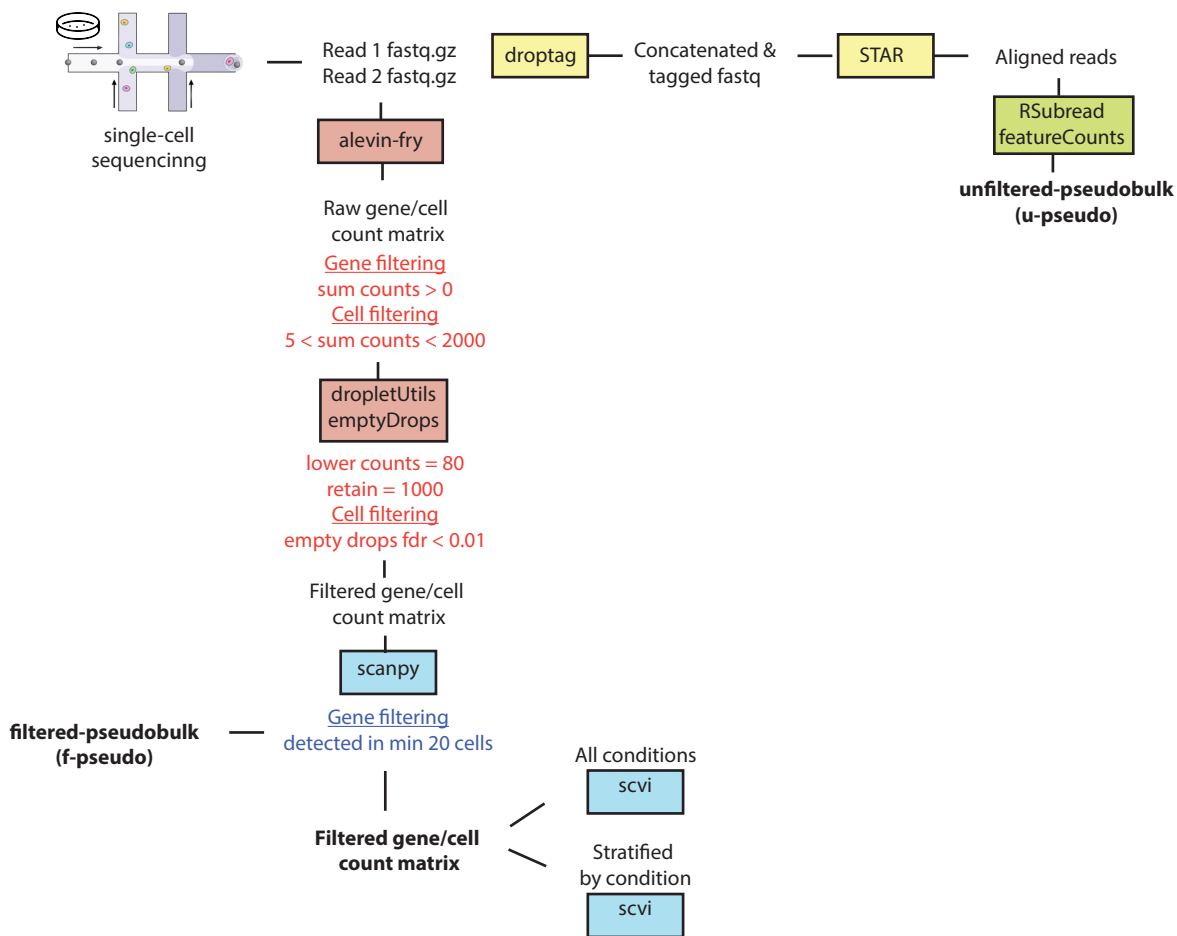 single-cell
sequencinng
Read 1 fastq.gz
Read 2 fastq.gz
droptag
Concatenated &
tagged fastq
STAR
Aligned reads
RSubread
featureCounts
unfiltered-pseudobulk
(u-pseudo)
alevin-fry
Raw gene/cell
count matrix
Gene filtering
sum counts > 0
Cell filtering
5 < sum counts < 2000
dropletUtils
emptyDrops
lower counts = 80
retain = 1000
Cell filtering
empty drops fdr < 0.01
Filtered gene/cell
count matrix
scanpy
Gene filtering
detected in min 20 cells
filtered-pseudobulk
(f-pseudo)
Filtered gene/cell
count matrix
All conditions
scvi
Stratified
by condition
scvi